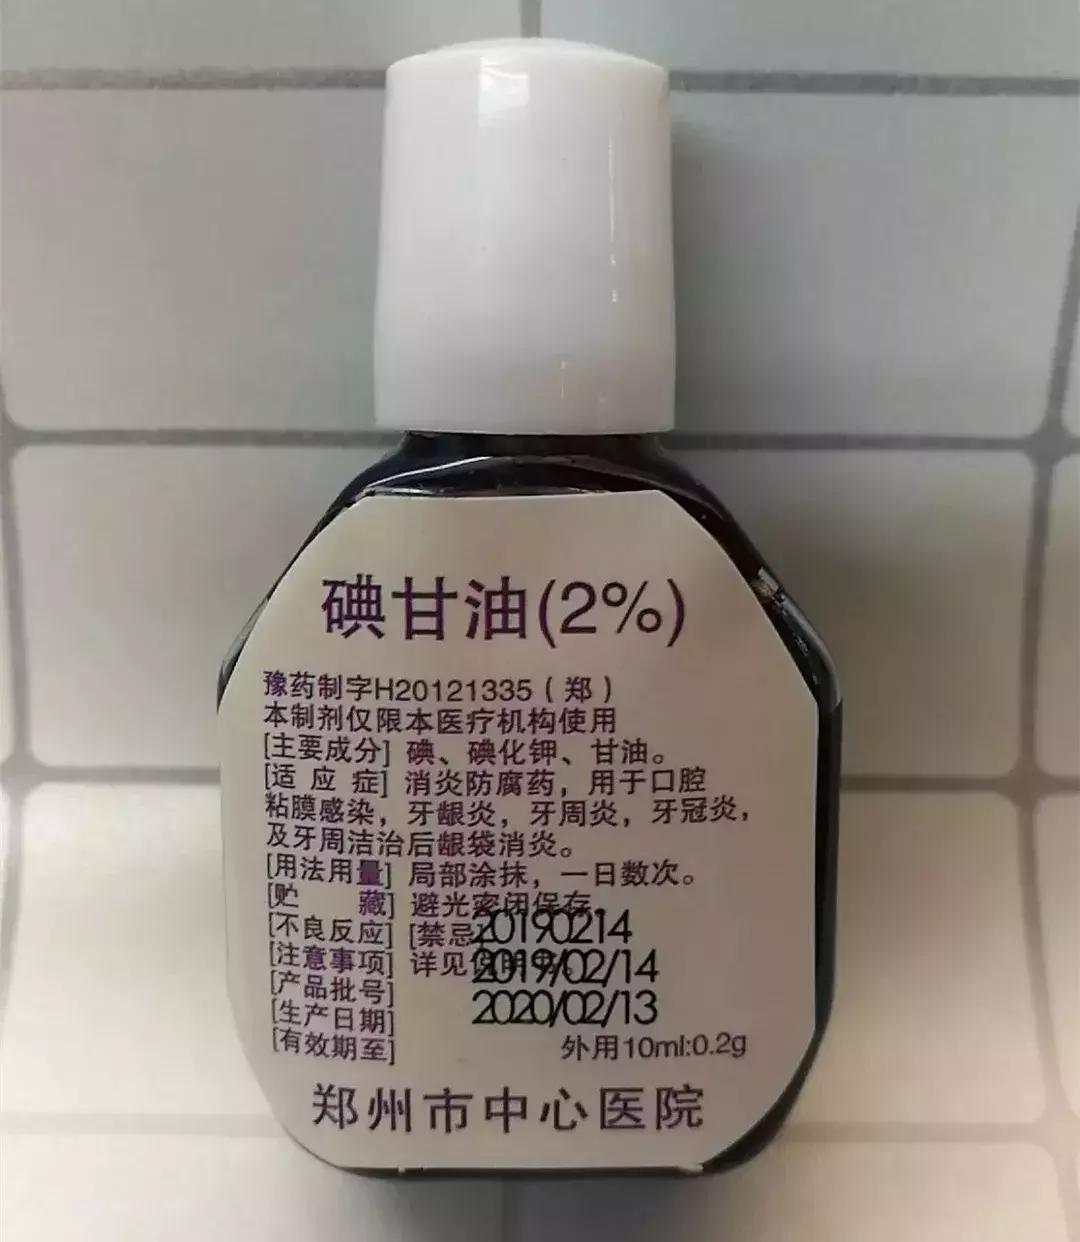 碘甘油(2%)
豫药制字H20121335（郑）
本制剂仅限本医疗机构使用
[主要成分] 碘、碘化钾、甘油。
[适 应 症] 消炎防腐药，用于口腔
粘膜感染，牙龈炎，牙周炎，牙冠炎，
及牙周洁治后龈袋消炎。
[用法用量] 局部涂抹，一日数次。
[贮 藏] 避光密闭保存。
[不良反应] [禁忌
20190214
[注意事项] 详见
2019/02/14
[产品批号]
2020/02/13
[生产日期]
[有效期至]
外用10ml:0.2g
郑州市中心医院